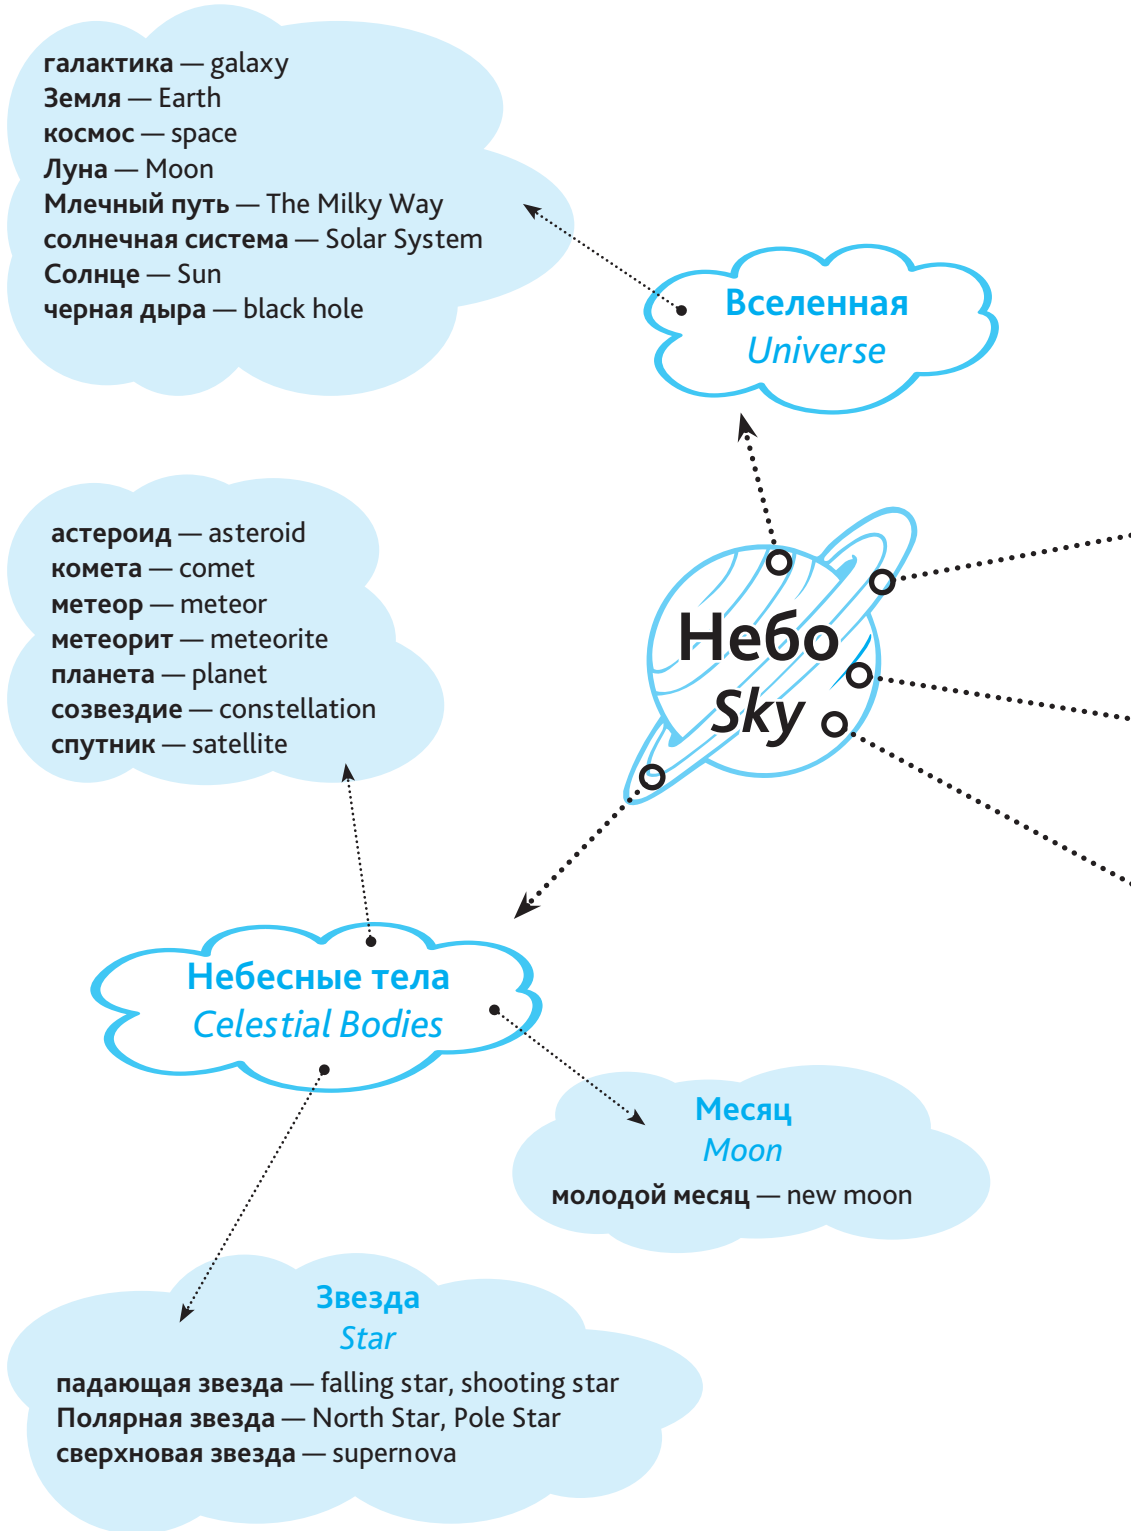 галактика — galaxy
Земля — Earth
космос — space
Луна — Moon
Млечный путь — The Milky Way
солнечная система — Solar System
Солнце — Sun
черная дыра — black hole
Вселенная
Universe
астероид — asteroid
комета — comet
метеор — meteor
метеорит — meteorite
планета — planet
созвездие — constellation
спутник — satellite
Небо
Sky
Небесные тела
Celestial Bodies
Месяц
Moon
молодой месяц — new moon
Звезда
Star
падающая звезда — falling star, shooting star
Полярная звезда — North Star, Pole Star
сверхновая звезда — supernova